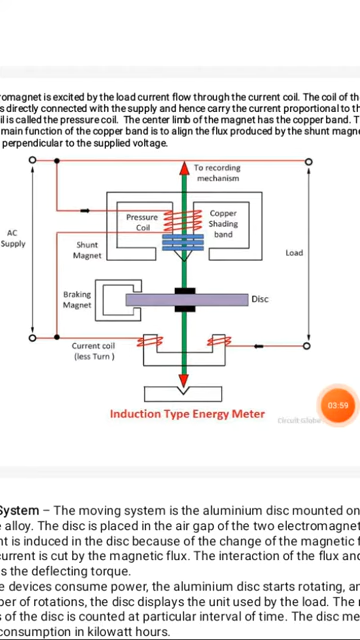 romagnet is excited by the load current flow through the current coil. The coil of the
s directly connected with the supply and hence carry the current proportional to th
il is called the pressure coil. The center limb of the magnet has the copper band. T
main function of the copper band is to align the flux produced by the shunt magne
perpendicular to the supplied voltage.
To recording
mechanism
Pressure
Coil
Copper
Shading
band
AC
Supply
Shunt
Magnet
Load
Braking
Magnet
Disc
Current coil
(less Turn )
03:59
Induction Type Energy Meter
Circuit Globe
System – The moving system is the aluminium disc mounted on
e alloy. The disc is placed in the air gap of the two electromagnet
nt is induced in the disc because of the change of the magnetic f
current is cut by the magnetic flux. The interaction of the flux and
s the deflecting torque.
e devices consume power, the aluminium disc starts rotating, an
ber of rotations, the disc displays the unit used by the load. The r
s of the disc is counted at particular interval of time. The disc me
consumption in kilowatt hours.